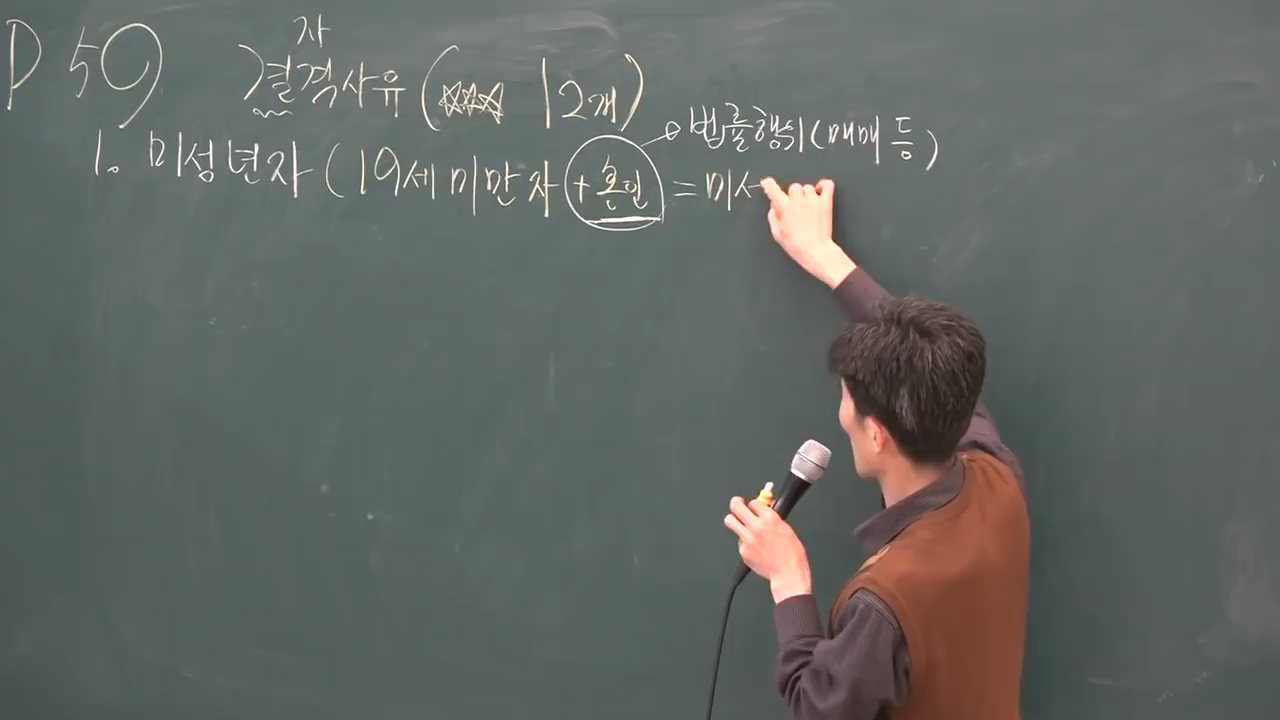 P 59
자
결격사유 (☆☆☆ 12개)
법률행위(매매 등)
1. 미성년자 (19세 미만 자 + 혼인 = 미